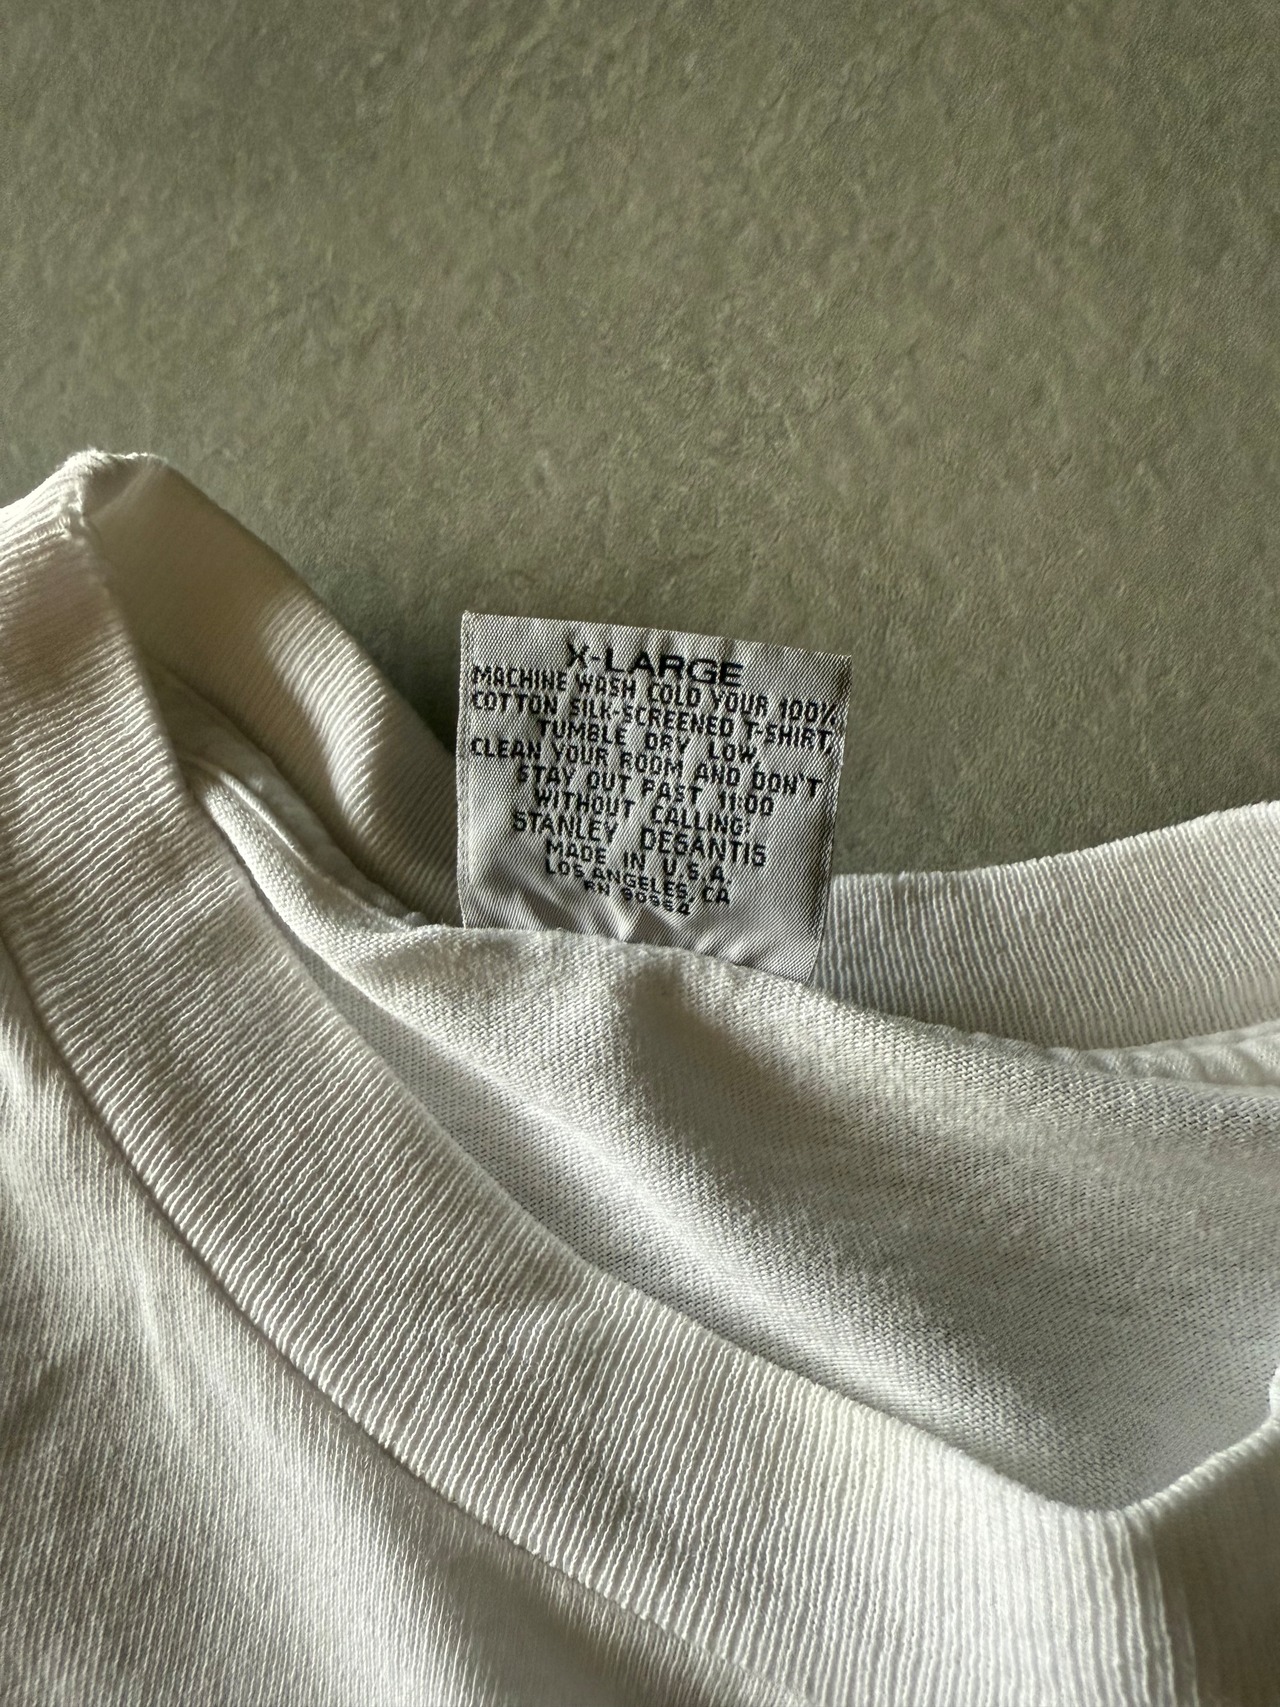 X-LARGE
MACHINE WASH COLD YOUR 100%
COTTON SILK-SCREENED T-SHIRT,
TUMBLE DRY LOW,
CLEAN YOUR ROOM AND DON'T
STAY OUT PAST 11:00
WITHOUT CALLING!
STANLEY DESANTIS
MADE IN U.S.A.
LOS ANGELES, CA
RN